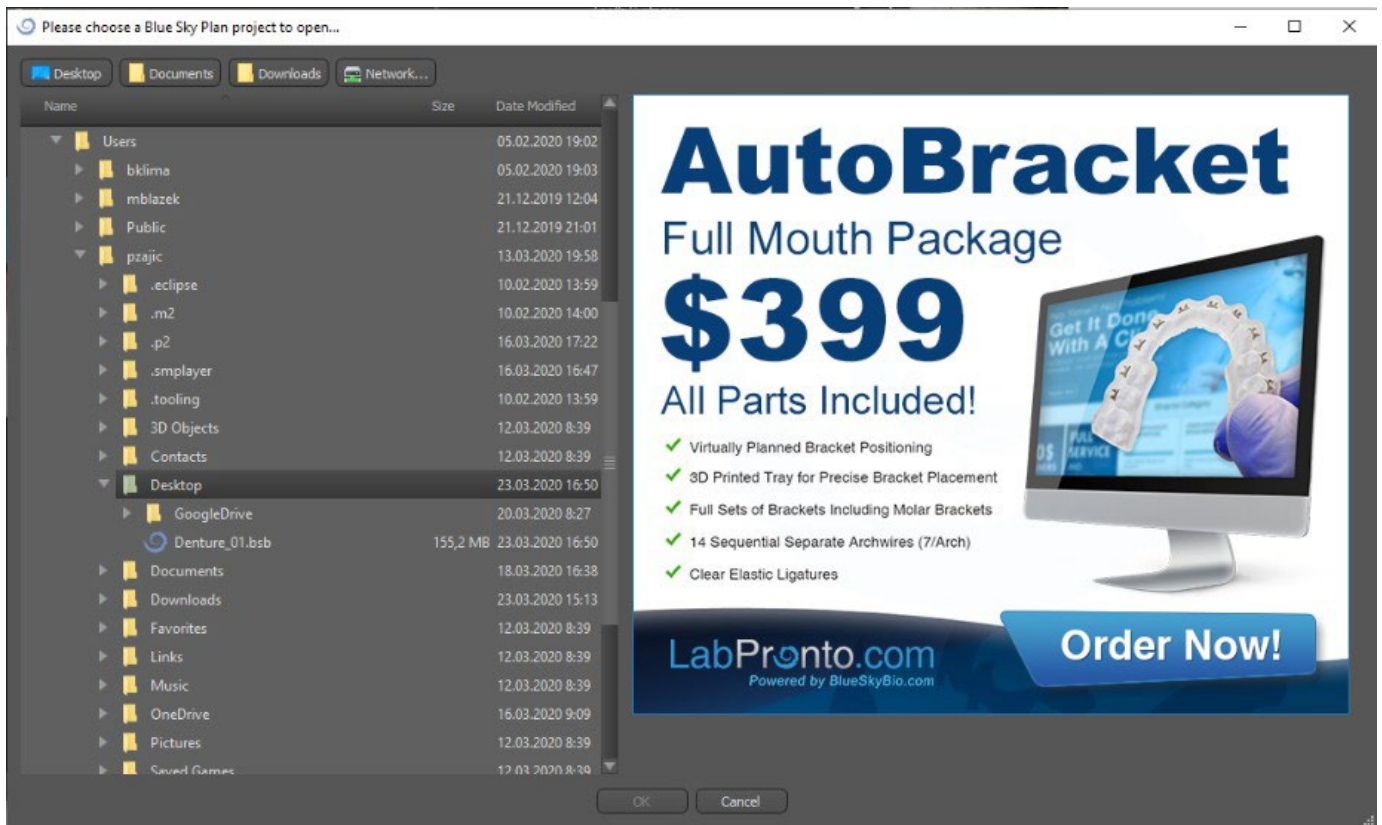 Please choose a Blue Sky Plan project to open...
Desktop Documents Downloads Network...
Name Size Date Modified
Users 05.02.2020 19:02
bklima 05.02.2020 19:03
mblazek 21.12.2019 12:04
Public 21.12.2019 21:01
pzajic 13.03.2020 19:58
.eclipse 10.02.2020 13:59
.m2 10.02.2020 14:00
.p2 16.03.2020 17:22
.smplayer 16.03.2020 16:47
.tooling 10.02.2020 13:59
3D Objects 12.03.2020 8:39
Contacts 12.03.2020 8:39
Desktop 23.03.2020 16:50
GoogleDrive 20.03.2020 8:27
Denture_01.bsb 155,2 MB 23.03.2020 16:50
Documents 18.03.2020 16:38
Downloads 23.03.2020 15:13
Favorites 12.03.2020 8:39
Links 12.03.2020 8:39
Music 12.03.2020 8:39
OneDrive 16.03.2020 9:09
Pictures 12.03.2020 8:39
Saved Games 12.03.2020 8:39
AutoBracket
Full Mouth Package
$399
All Parts Included!
Virtually Planned Bracket Positioning
3D Printed Tray for Precise Bracket Placement
Full Sets of Brackets Including Molar Brackets
14 Sequential Separate Archwires (7/Arch)
Clear Elastic Ligatures
Get It Done
With A
FULL
SERVICE
LabPronto.com
Powered by BlueSkyBio.com
Order Now!
OK Cancel